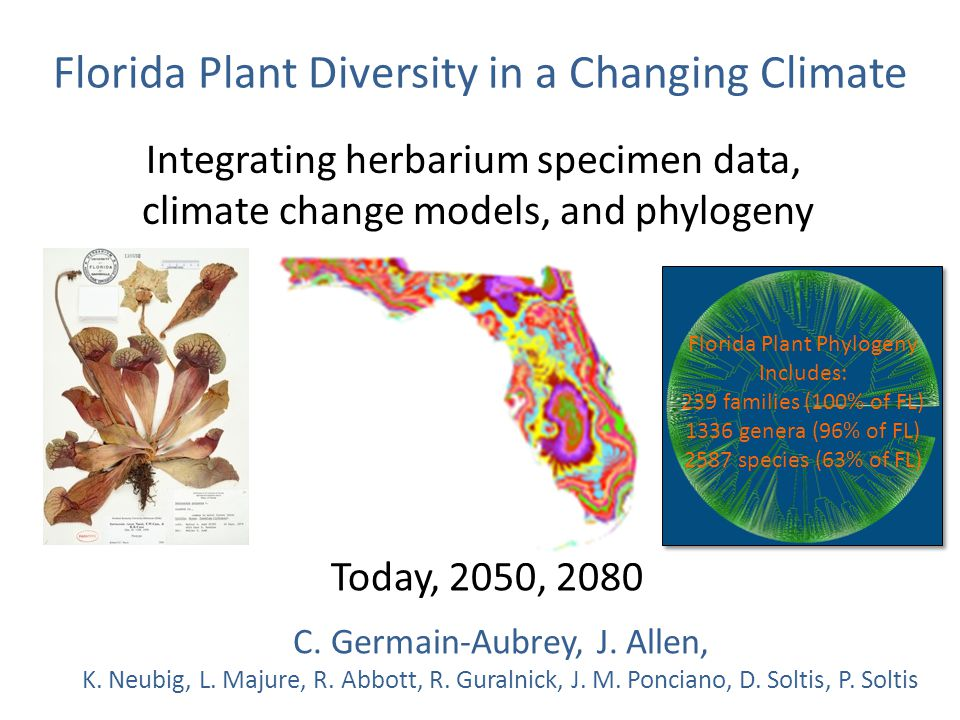 Florida Plant Diversity in a Changing Climate
Integrating herbarium specimen data,
climate change models, and phylogeny
FLORIDA
Florida Plant Phylogeny
Includes:
239 families (100% of FL)
1336 genera (96% of FL)
2587 species (63% of FL)
Today, 2050, 2080
C. Germain-Aubrey, J. Allen,
K. Neubig, L. Majure, R. Abbott, R. Guralnick, J. M. Ponciano, D. Soltis, P. Soltis